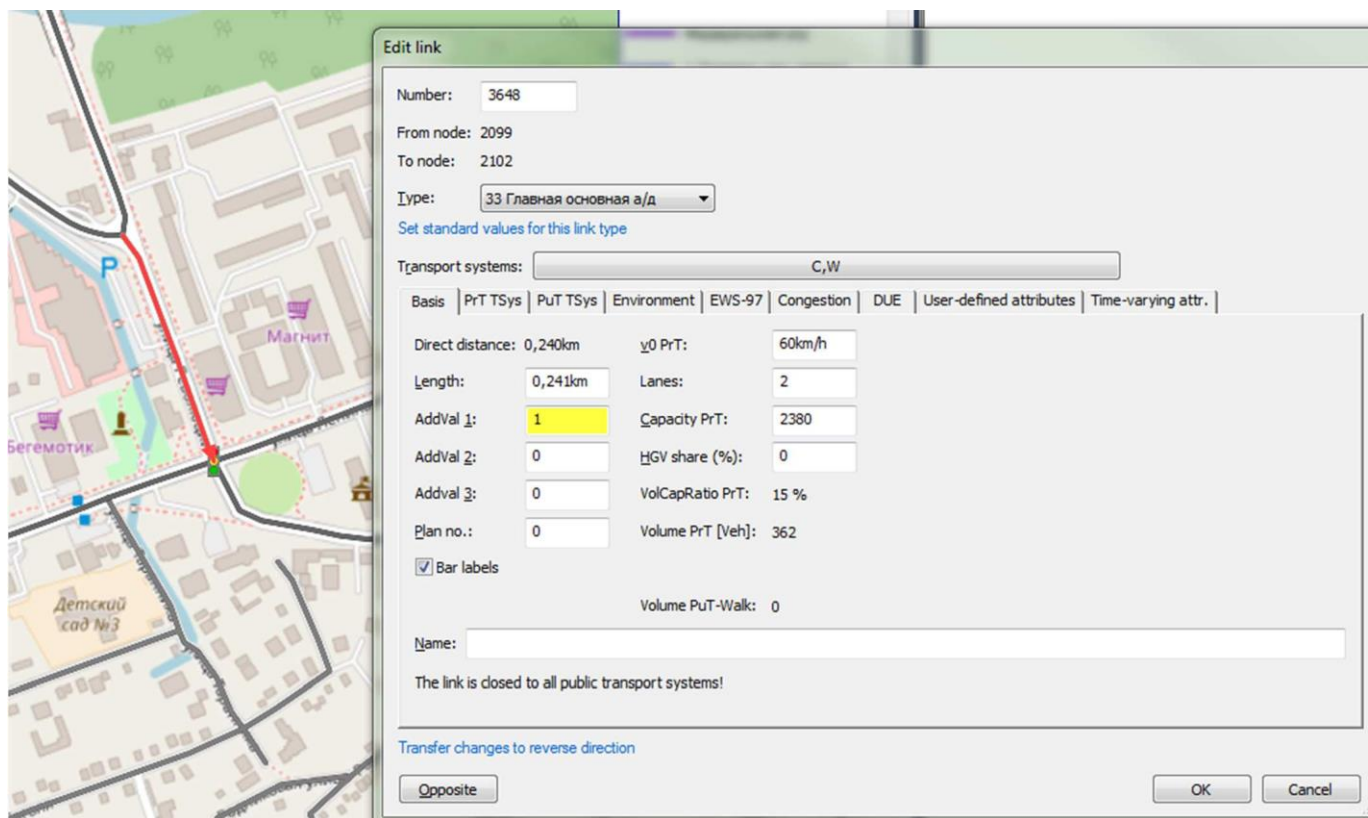 Edit link
Number: 3648
From node: 2099
To node: 2102
Type: 33 Главная основная а/д
Set standard values for this link type
Transport systems: C,W
Basis PrT TSys PuT TSys Environment EWS-97 Congestion DUE User-defined attributes Time-varying attr.
Direct distance: 0,240km v0 PrT: 60km/h
Length: 0,241km Lanes: 2
AddVal 1: 1 Capacity PrT: 2380
AddVal 2: 0 HGV share (%): 0
Addval 3: 0 VolCapRatio PrT: 15 %
Plan no.: 0 Volume PrT [Veh]: 362
Bar labels
Volume PuT-Walk: 0
Name:
The link is closed to all public transport systems!
Transfer changes to reverse direction
Opposite OK Cancel
P
Магнит
Бегемотик
Детский
сад №3